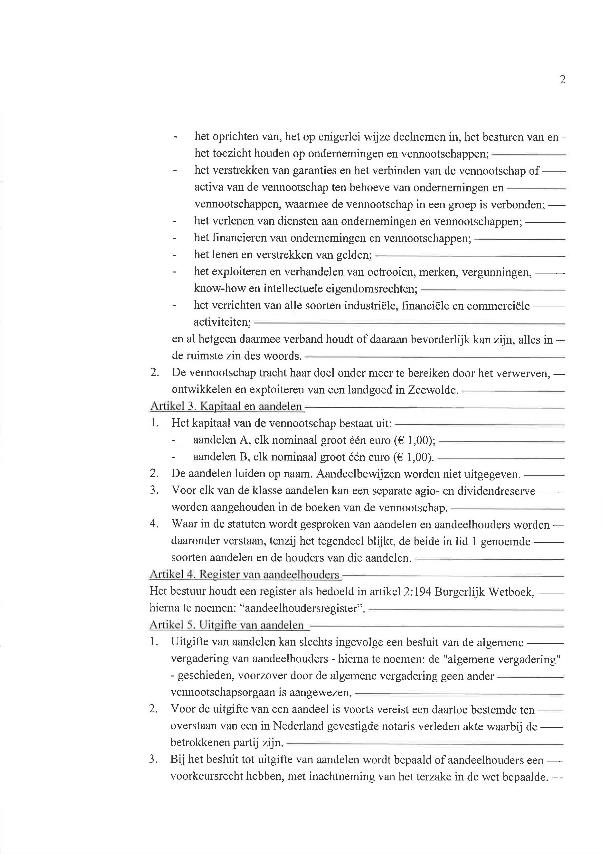 2
- het oprichten van, het op enigerlei wijze deelnemen in, het besturen van en -
het toezicht houden op ondernemingen en vennootschappen;
- het verstrekken van garanties en het verbinden van de vennootschap of
activa van de vennootschap ten behoeve van ondernemingen en
vennootschappen, waarmee de vennootschap in een groep is verbonden;
- het verlenen van diensten aan ondernemingen en vennootschappen;
- het financieren van ondernemingen en vennootschappen;
- het lenen en verstrekken van gelden;
- het exploiteren en verhandelen van octrooien, merken, vergunningen,
know-how en intellectuele eigendomsrechten;
- het verrichten van alle soorten industriële, financiële en commerciële
activiteiten;
en al hetgeen daarmee verband houdt of daaraan bevorderlijk kan zijn, alles in
de ruimste zin des woords.
2. De vennootschap tracht haar doel onder meer te bereiken door het verwerven,
ontwikkelen en exploiteren van een landgoed in Zeewolde.
Artikel 3. Kapitaal en aandelen
1. Het kapitaal van de vennootschap bestaat uit:
- aandelen A, elk nominaal groot één euro (€ 1,00);
- aandelen B, elk nominaal groot één euro (€ 1,00).
2. De aandelen luiden op naam. Aandeelbewijzen worden niet uitgegeven.
3. Voor elk van de klasse aandelen kan een separate agio- en dividendreserve
worden aangehouden in de boeken van de vennootschap.
4. Waar in de statuten wordt gesproken van aandelen en aandeelhouders worden
daaronder verstaan, tenzij het tegendeel blijkt, de beide in lid 1 genoemde
soorten aandelen en de houders van die aandelen.
Artikel 4. Register van aandeelhouders
Het bestuur houdt een register als bedoeld in artikel 2:194 Burgerlijk Wetboek,
hierna te noemen: "aandeelhoudersregister".
Artikel 5. Uitgifte van aandelen
1. Uitgifte van aandelen kan slechts ingevolge een besluit van de algemene
vergadering van aandeelhouders - hierna te noemen: de "algemene vergadering"
- geschieden, voorzover door de algemene vergadering geen ander
vennootschapsorgaan is aangewezen.
2. Voor de uitgifte van een aandeel is voorts vereist een daartoe bestemde ten
overstaan van een in Nederland gevestigde notaris verleden akte waarbij de
betrokkenen partij zijn.
3. Bij het besluit tot uitgifte van aandelen wordt bepaald of aandeelhouders een
voorkeursrecht hebben, met inachtneming van het terzake in de wet bepaalde.